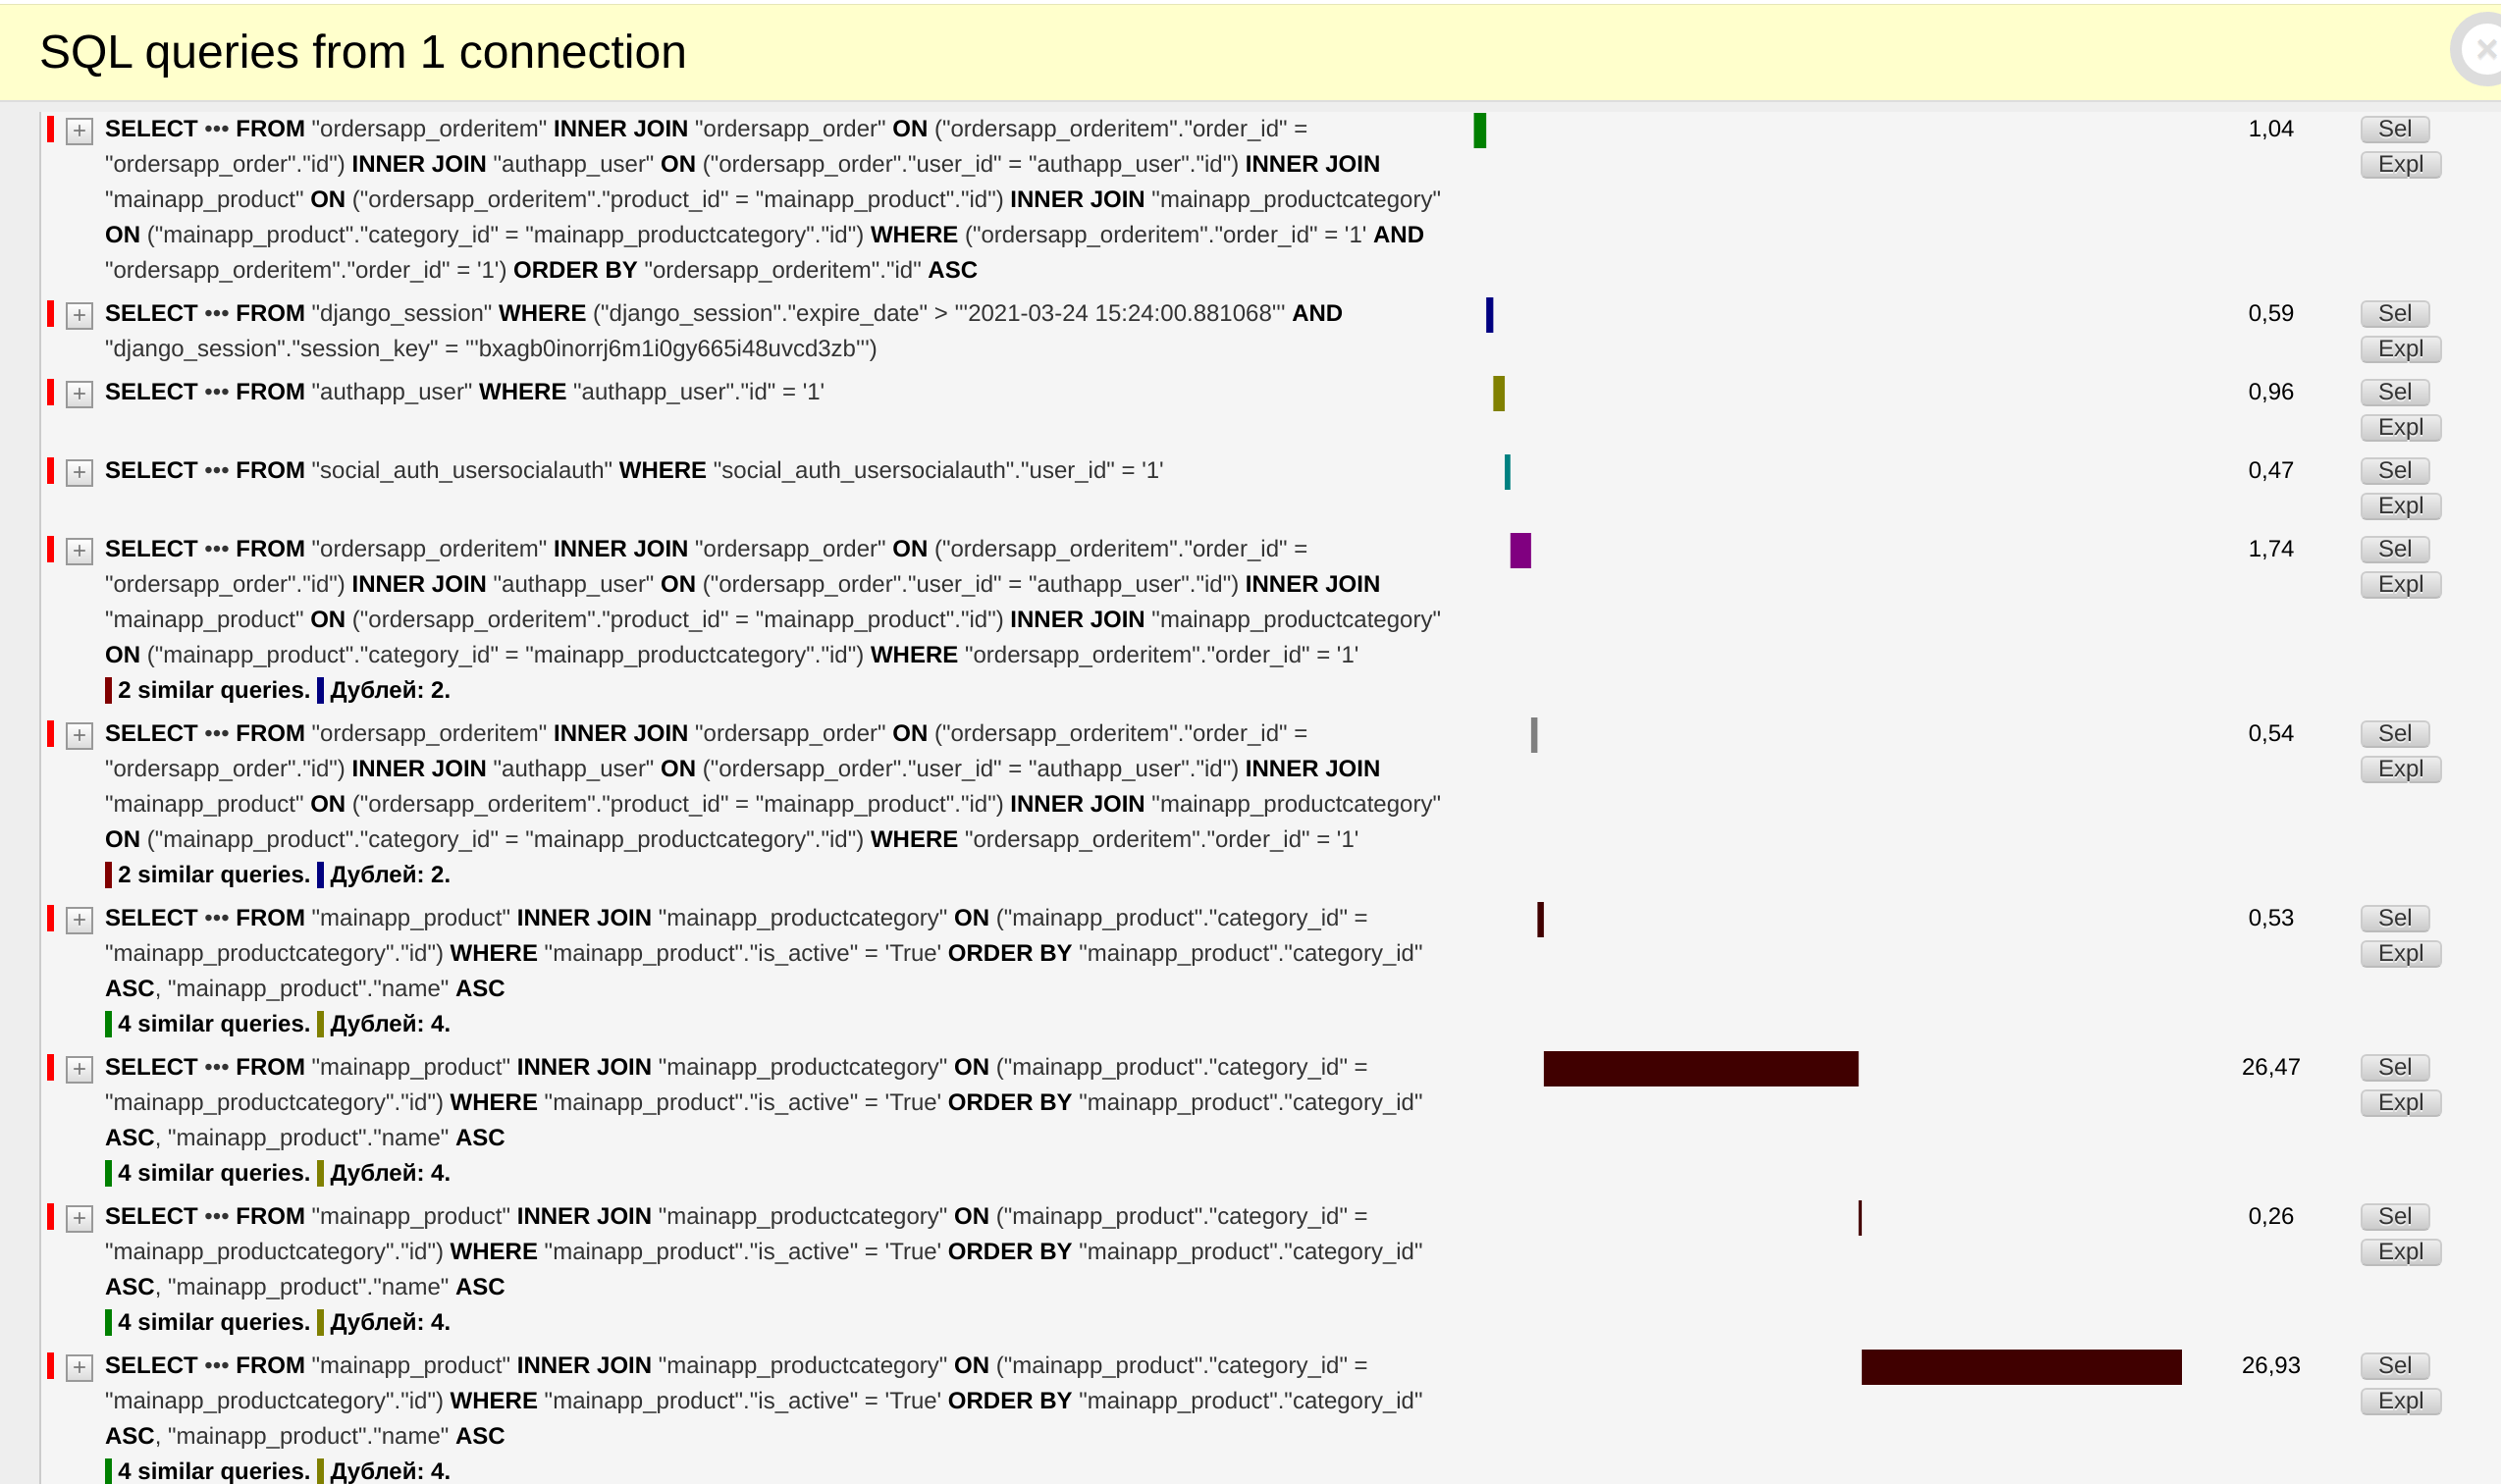 SQL queries from 1 connection
+ SELECT ••• FROM "ordersapp_orderitem" INNER JOIN "ordersapp_order" ON ("ordersapp_orderitem"."order_id" = 1,04 Sel
"ordersapp_order"."id") INNER JOIN "authapp_user" ON ("ordersapp_order"."user_id" = "authapp_user"."id") INNER JOIN Expl
"mainapp_product" ON ("ordersapp_orderitem"."product_id" = "mainapp_product"."id") INNER JOIN "mainapp_productcategory"
ON ("mainapp_product"."category_id" = "mainapp_productcategory"."id") WHERE ("ordersapp_orderitem"."order_id" = '1' AND
"ordersapp_orderitem"."order_id" = '1') ORDER BY "ordersapp_orderitem"."id" ASC
+ SELECT ••• FROM "django_session" WHERE ("django_session"."expire_date" > '"2021-03-24 15:24:00.881068"' AND 0,59 Sel
"django_session"."session_key" = '"bxagb0inorrj6m1i0gy665i48uvcd3zb"') Expl
+ SELECT ••• FROM "authapp_user" WHERE "authapp_user"."id" = '1' 0,96 Sel
Expl
+ SELECT ••• FROM "social_auth_usersocialauth" WHERE "social_auth_usersocialauth"."user_id" = '1' 0,47 Sel
Expl
+ SELECT ••• FROM "ordersapp_orderitem" INNER JOIN "ordersapp_order" ON ("ordersapp_orderitem"."order_id" = 1,74 Sel
"ordersapp_order"."id") INNER JOIN "authapp_user" ON ("ordersapp_order"."user_id" = "authapp_user"."id") INNER JOIN Expl
"mainapp_product" ON ("ordersapp_orderitem"."product_id" = "mainapp_product"."id") INNER JOIN "mainapp_productcategory"
ON ("mainapp_product"."category_id" = "mainapp_productcategory"."id") WHERE "ordersapp_orderitem"."order_id" = '1'
2 similar queries. Дублей: 2.
+ SELECT ••• FROM "ordersapp_orderitem" INNER JOIN "ordersapp_order" ON ("ordersapp_orderitem"."order_id" = 0,54 Sel
"ordersapp_order"."id") INNER JOIN "authapp_user" ON ("ordersapp_order"."user_id" = "authapp_user"."id") INNER JOIN Expl
"mainapp_product" ON ("ordersapp_orderitem"."product_id" = "mainapp_product"."id") INNER JOIN "mainapp_productcategory"
ON ("mainapp_product"."category_id" = "mainapp_productcategory"."id") WHERE "ordersapp_orderitem"."order_id" = '1'
2 similar queries. Дублей: 2.
+ SELECT ••• FROM "mainapp_product" INNER JOIN "mainapp_productcategory" ON ("mainapp_product"."category_id" = 0,53 Sel
"mainapp_productcategory"."id") WHERE "mainapp_product"."is_active" = 'True' ORDER BY "mainapp_product"."category_id" Expl
ASC, "mainapp_product"."name" ASC
4 similar queries. Дублей: 4.
+ SELECT ••• FROM "mainapp_product" INNER JOIN "mainapp_productcategory" ON ("mainapp_product"."category_id" = 26,47 Sel
"mainapp_productcategory"."id") WHERE "mainapp_product"."is_active" = 'True' ORDER BY "mainapp_product"."category_id" Expl
ASC, "mainapp_product"."name" ASC
4 similar queries. Дублей: 4.
+ SELECT ••• FROM "mainapp_product" INNER JOIN "mainapp_productcategory" ON ("mainapp_product"."category_id" = 0,26 Sel
"mainapp_productcategory"."id") WHERE "mainapp_product"."is_active" = 'True' ORDER BY "mainapp_product"."category_id" Expl
ASC, "mainapp_product"."name" ASC
4 similar queries. Дублей: 4.
+ SELECT ••• FROM "mainapp_product" INNER JOIN "mainapp_productcategory" ON ("mainapp_product"."category_id" = 26,93 Sel
"mainapp_productcategory"."id") WHERE "mainapp_product"."is_active" = 'True' ORDER BY "mainapp_product"."category_id" Expl
ASC, "mainapp_product"."name" ASC
4 similar queries. Дублей: 4.